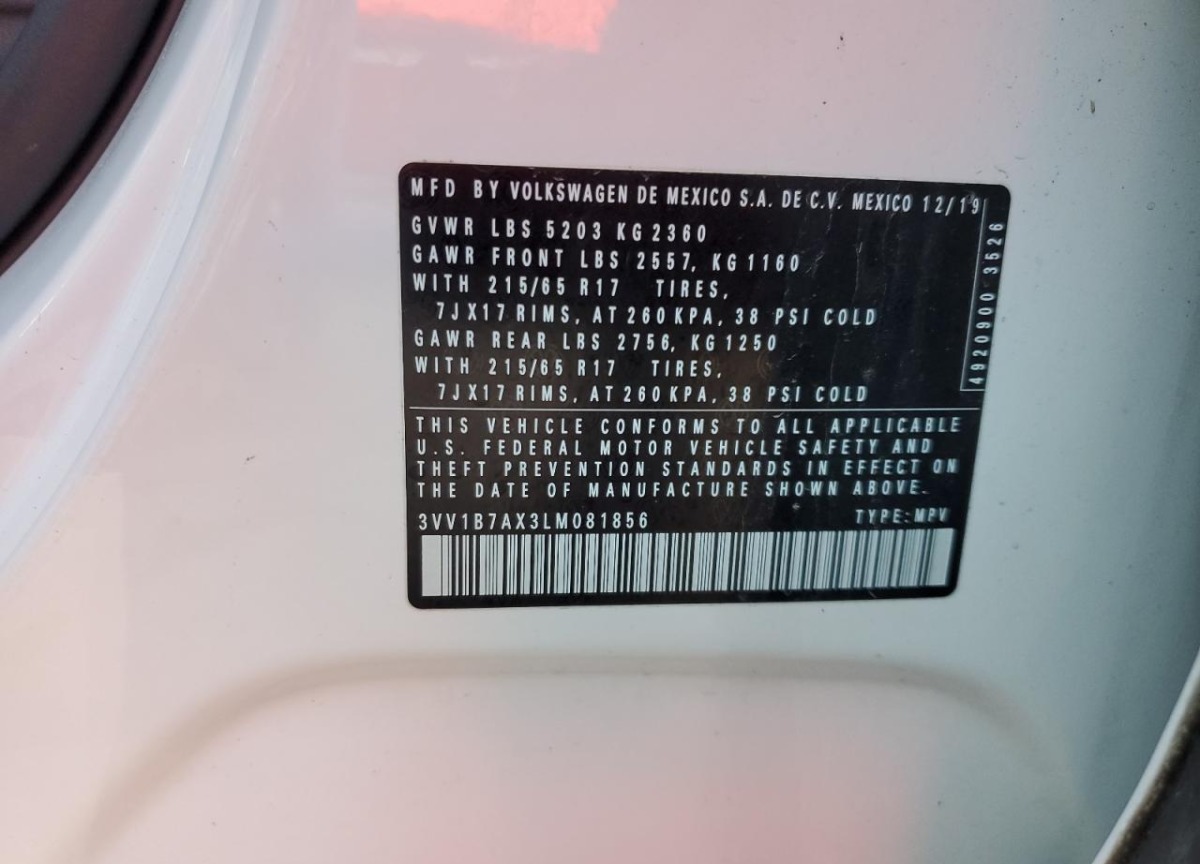 MFD BY VOLKSWAGEN DE MEXICO S.A. DE C.V. MEXICO 12/19
GVWR LBS 5203 KG 2360
GAWR FRONT LBS 2557, KG 1160
WITH 215/65 R17 TIRES,
7JX17 RIMS, AT 260 KPA, 38 PSI COLD
GAWR REAR LBS 2756, KG 1250
WITH 215/65 R17 TIRES,
7JX17 RIMS, AT 260 KPA, 38 PSI COLD
4920900 3526
THIS VEHICLE CONFORMS TO ALL APPLICABLE
U.S. FEDERAL MOTOR VEHICLE SAFETY AND
THEFT PREVENTION STANDARDS IN EFFECT ON
THE DATE OF MANUFACTURE SHOWN ABOVE.
3VV1B7AX3LM081856 TYPE: MPV